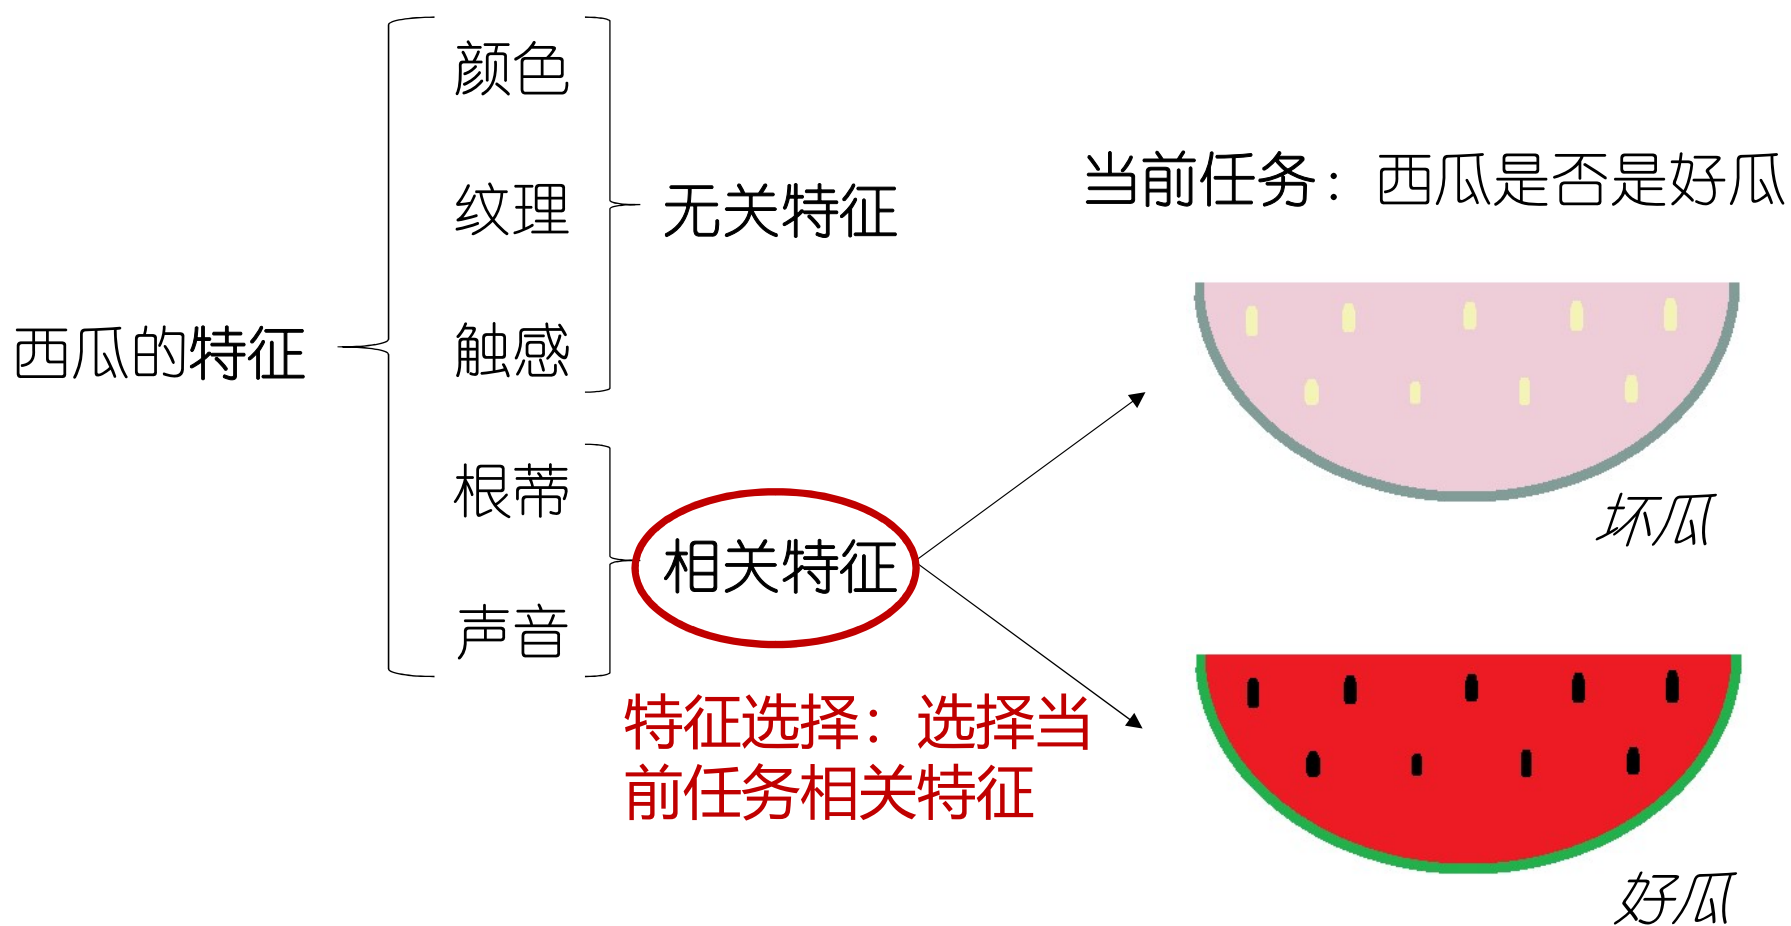 西瓜的特征
颜色
纹理
触感
根蒂
声音
无关特征
相关特征
特征选择：选择当
前任务相关特征
当前任务：西瓜是否是好瓜
坏瓜
好瓜